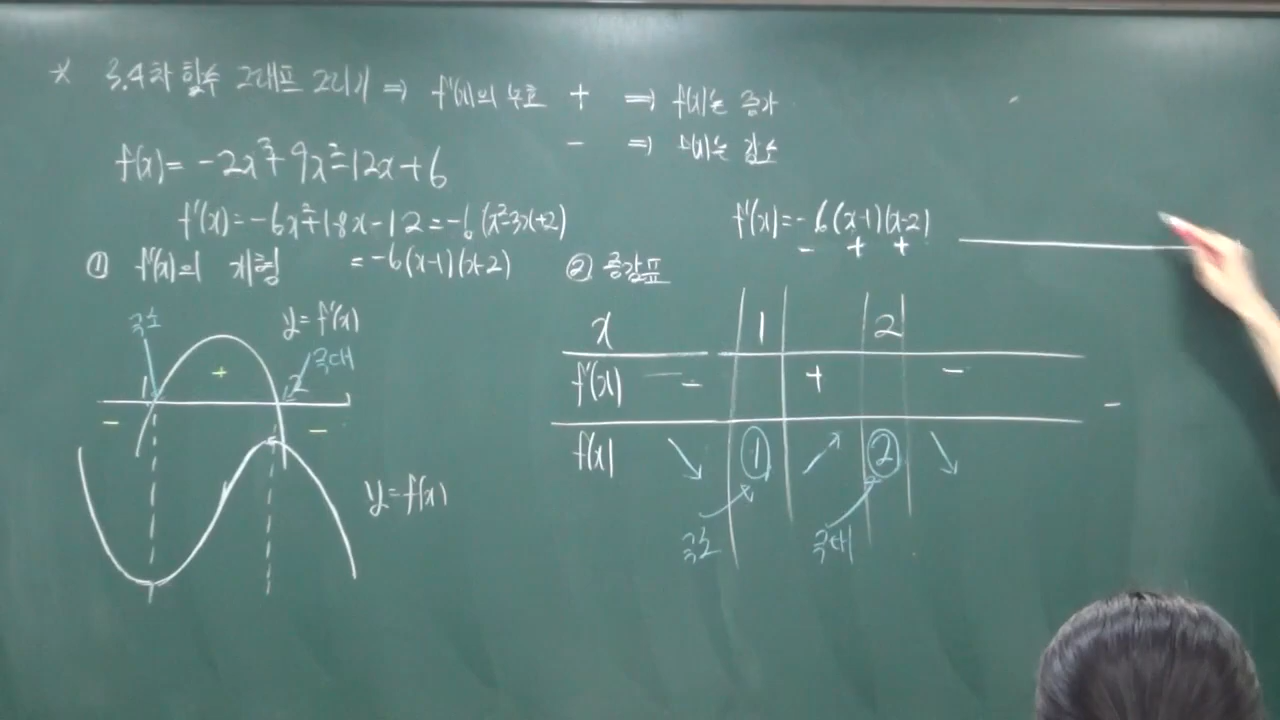 * 3.4차 함수 그래프 그리기 ⇒ f'(x)의 부호 + ⇒ f(x)는 증가
- ⇒ f(x)는 감소
f(x) = -2x³+9x²-12x+6
f'(x) = -6x²+18x-12 = -6(x²-3x+2)
= -6(x-1)(x-2)
① f'(x)의 개형
극소
y=f'(x)
극대
1 + 2
- -
y=f(x)
f'(x) = -6(x-1)(x-2)
- + +
② 증감표
x 1 2
f'(x) - + -
f(x) ↘ ① ↗ ② ↘
극소 극대
-